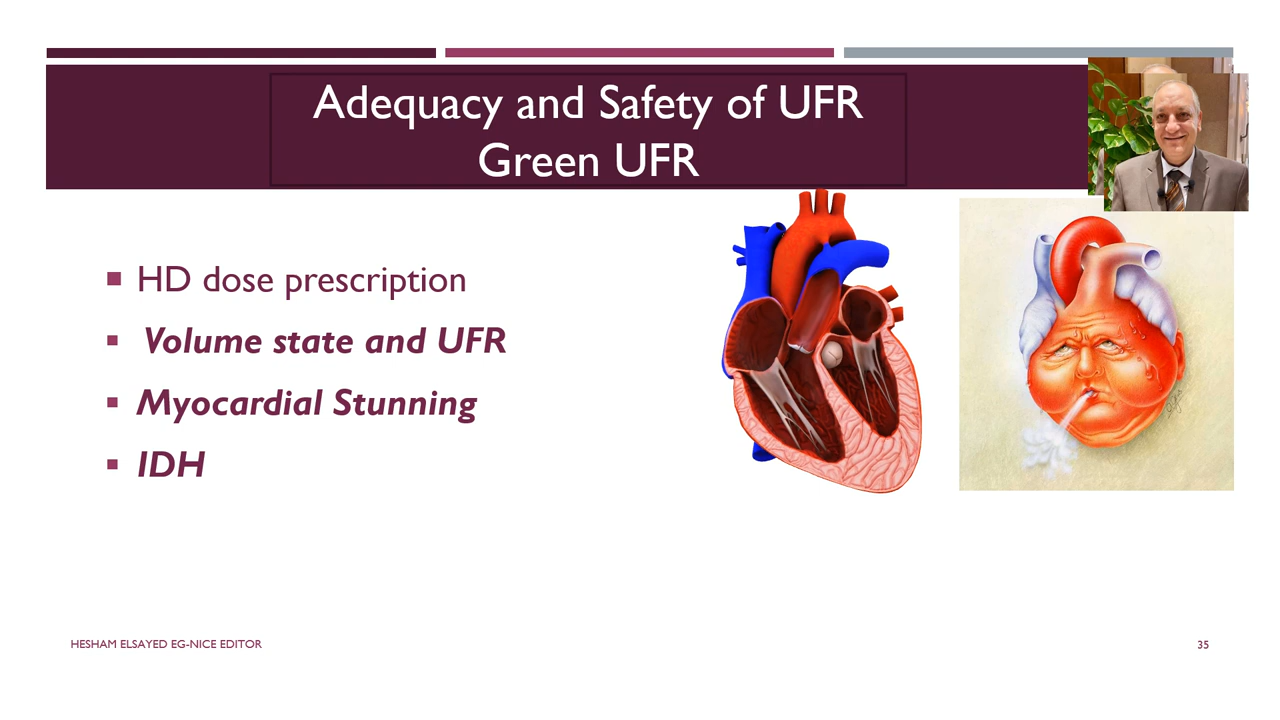 Adequacy and Safety of UFR
Green UFR
HD dose prescription
Volume state and UFR
Myocardial Stunning
IDH
HESHAM ELSAYED EG-NICE EDITOR
35